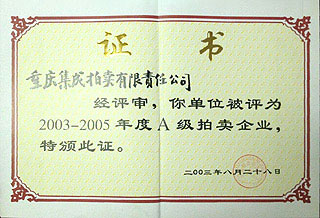 证书
重庆集成拍卖有限責任公司
经评审，你单位被评为
2003-2005 年度 A 级拍卖企业，
特颁此证。
二00三年八月二十八日